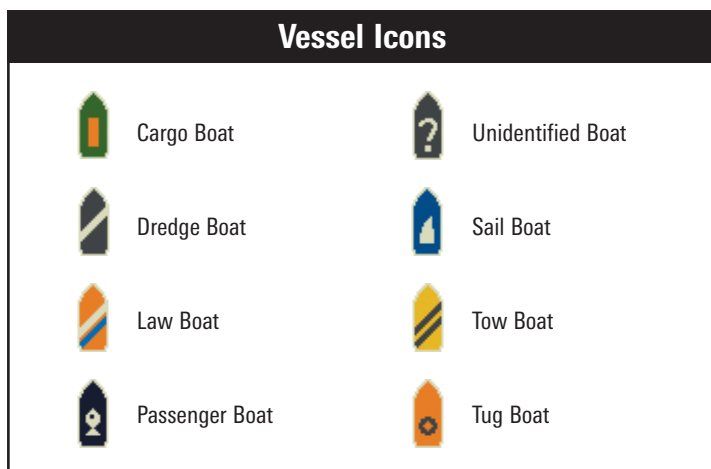 Vessel Icons
Cargo Boat
?
Unidentified Boat
Dredge Boat
Sail Boat
Law Boat
Tow Boat
Passenger Boat
Tug Boat